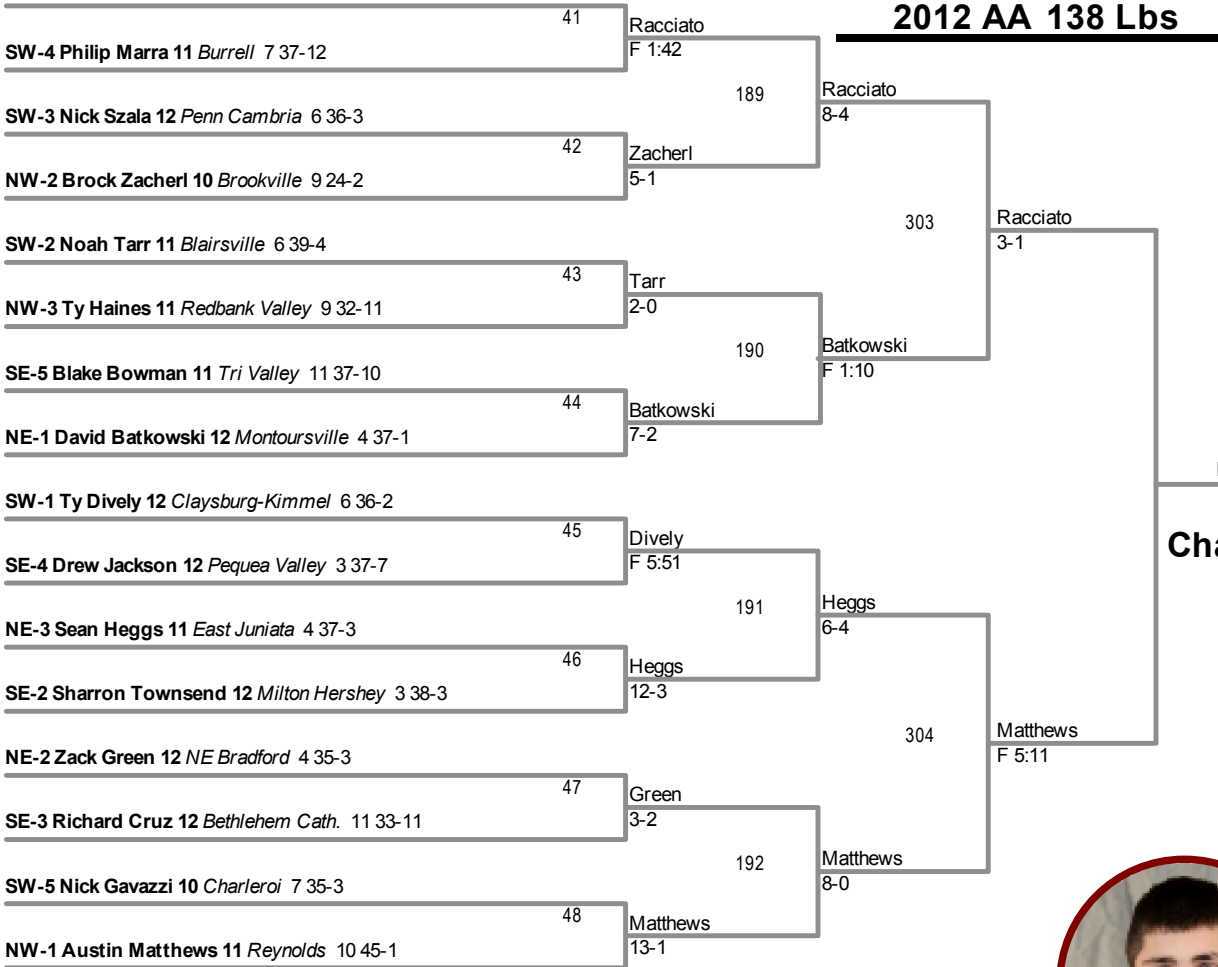 2012 AA 138 Lbs
41
Racciato
SW-4 Philip Marra 11 Burrell 7 37-12
F 1:42
189
Racciato
8-4
SW-3 Nick Szala 12 Penn Cambria 6 36-3
42
Zacherl
NW-2 Brock Zacherl 10 Brookville 9 24-2
5-1
303
Racciato
3-1
SW-2 Noah Tarr 11 Blairsville 6 39-4
43
Tarr
NW-3 Ty Haines 11 Redbank Valley 9 32-11
2-0
190
Batkowski
F 1:10
SE-5 Blake Bowman 11 Tri Valley 11 37-10
44
Batkowski
NE-1 David Batkowski 12 Montoursville 4 37-1
7-2
SW-1 Ty Dively 12 Claysburg-Kimmel 6 36-2
45
Dively
Cha
SE-4 Drew Jackson 12 Pequea Valley 3 37-7
F 5:51
191
Heggs
6-4
NE-3 Sean Heggs 11 East Juniata 4 37-3
46
Heggs
SE-2 Sharron Townsend 12 Milton Hershey 3 38-3
12-3
304
Matthews
F 5:11
NE-2 Zack Green 12 NE Bradford 4 35-3
47
Green
SE-3 Richard Cruz 12 Bethlehem Cath. 11 33-11
3-2
192
Matthews
8-0
SW-5 Nick Gavazzi 10 Charleroi 7 35-3
48
Matthews
NW-1 Austin Matthews 11 Reynolds 10 45-1
13-1